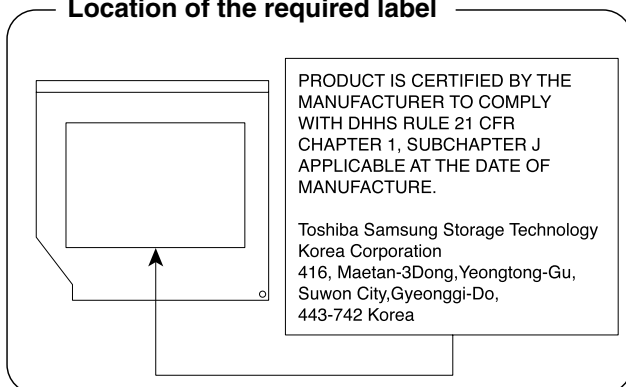 Location of the required label
PRODUCT IS CERTIFIED BY THE
MANUFACTURER TO COMPLY
WITH DHHS RULE 21 CFR
CHAPTER 1, SUBCHAPTER J
APPLICABLE AT THE DATE OF
MANUFACTURE.
Toshiba Samsung Storage Technology
Korea Corporation
416, Maetan-3Dong,Yeongtong-Gu,
Suwon City,Gyeonggi-Do,
443-742 Korea